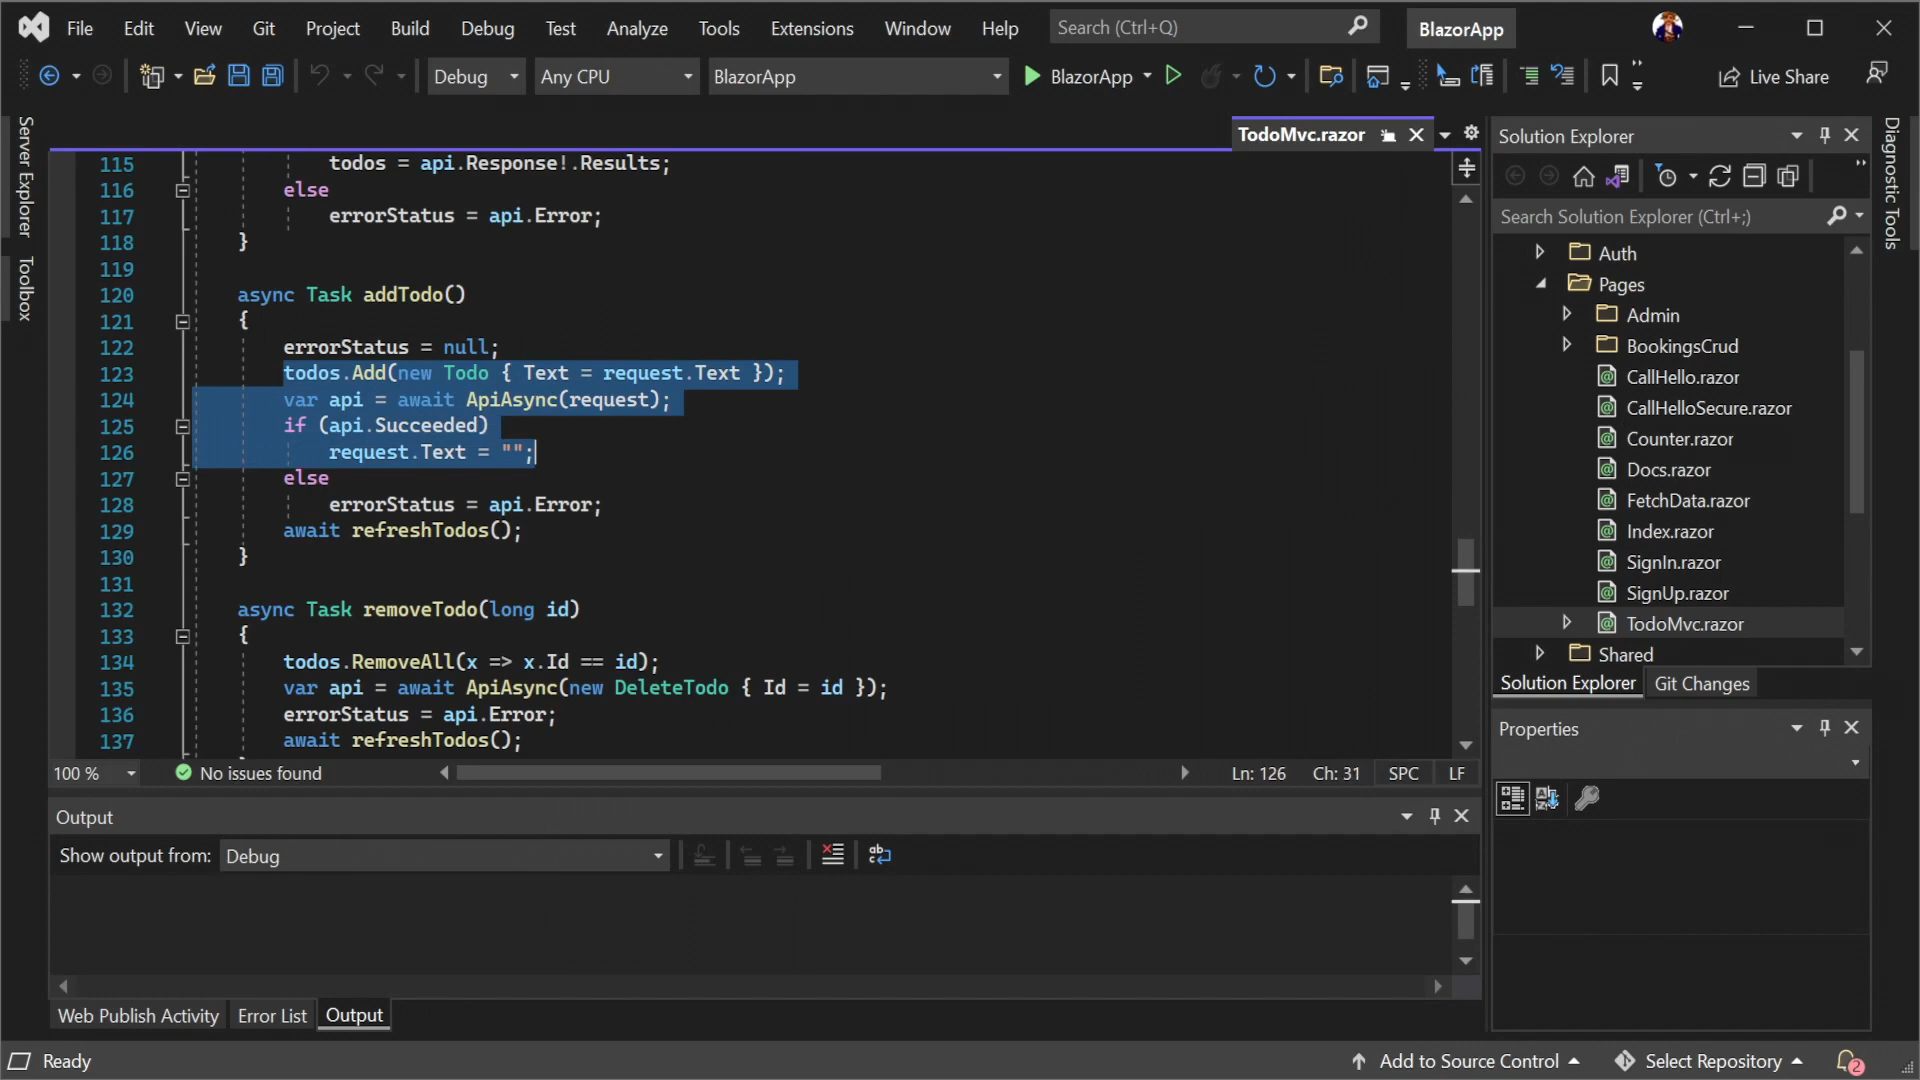 File Edit View Git Project Build Debug Test Analyze Tools Extensions Window Help Search (Ctrl+Q) BlazorApp
Debug Any CPU BlazorApp BlazorApp Live Share
Server Explorer
Toolbox
TodoMvc.razor
115 todos = api.Response!.Results;
116 else
117 errorStatus = api.Error;
118 }
119
120 async Task addTodo()
121 {
122 errorStatus = null;
123 todos.Add(new Todo { Text = request.Text });
124 var api = await ApiAsync(request);
125 if (api.Succeeded)
126 request.Text = "";
127 else
128 errorStatus = api.Error;
129 await refreshTodos();
130 }
131
132 async Task removeTodo(long id)
133 {
134 todos.RemoveAll(x => x.Id == id);
135 var api = await ApiAsync(new DeleteTodo { Id = id });
136 errorStatus = api.Error;
137 await refreshTodos();
100 % No issues found Ln: 126 Ch: 31 SPC LF
Output
Show output from: Debug
Web Publish Activity Error List Output
Solution Explorer
Search Solution Explorer (Ctrl+;)
Auth
Pages
Admin
BookingsCrud
CallHello.razor
CallHelloSecure.razor
Counter.razor
Docs.razor
FetchData.razor
Index.razor
SignIn.razor
SignUp.razor
TodoMvc.razor
Shared
Solution Explorer Git Changes
Properties
Diagnostic Tools
Ready Add to Source Control Select Repository 2